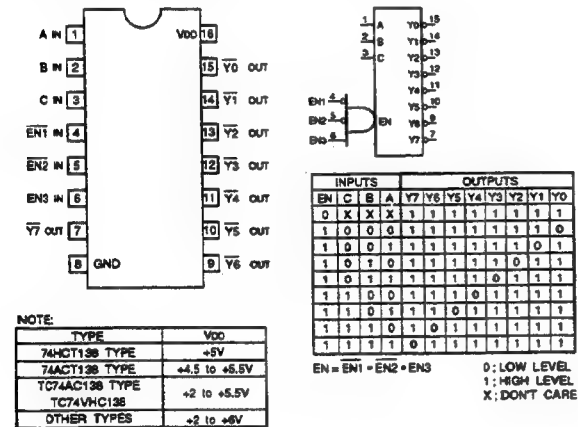 A IN 1
B IN 2
C IN 3
EN1 IN 4
EN2 IN 5
EN3 IN 6
Y7 OUT 7
8 GND
VDD 16
15 Y0 OUT
14 Y1 OUT
13 Y2 OUT
12 Y3 OUT
11 Y4 OUT
10 Y5 OUT
9 Y6 OUT
1 A Y0 15
2 B Y1 14
3 C Y2 13
Y3 12
Y4 11
EN1 4 Y5 10
EN2 5 EN Y6 9
EN3 6 Y7 7
INPUTS OUTPUTS
EN C B A Y7 Y6 Y5 Y4 Y3 Y2 Y1 Y0
0 X X X 1 1 1 1 1 1 1 1
1 0 0 0 1 1 1 1 1 1 1 0
1 0 0 1 1 1 1 1 1 1 0 1
1 0 1 0 1 1 1 1 1 0 1 1
1 0 1 1 1 1 1 1 0 1 1 1
1 1 0 0 1 1 1 0 1 1 1 1
1 1 0 1 1 1 0 1 1 1 1 1
1 1 1 0 1 0 1 1 1 1 1 1
1 1 1 1 0 1 1 1 1 1 1 1
EN = EN1 • EN2 • EN3
0 ; LOW LEVEL
1 ; HIGH LEVEL
X ; DON'T CARE
NOTE:
TYPE VDD
74HCT138 TYPE +5V
74ACT138 TYPE +4.5 to +5.5V
TC74AC138 TYPE
TC74VHC138
+2 to +5.5V
OTHER TYPES +2 to +6V